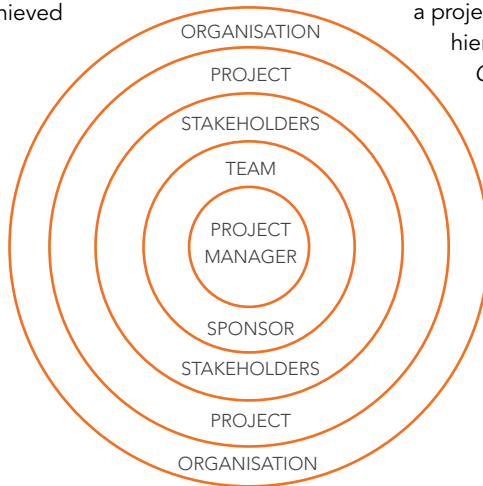 hieved
a proje
hier
ORGANISATION
PROJECT
STAKEHOLDERS
TEAM
PROJECT
MANAGER
SPONSOR
STAKEHOLDERS
PROJECT
ORGANISATION